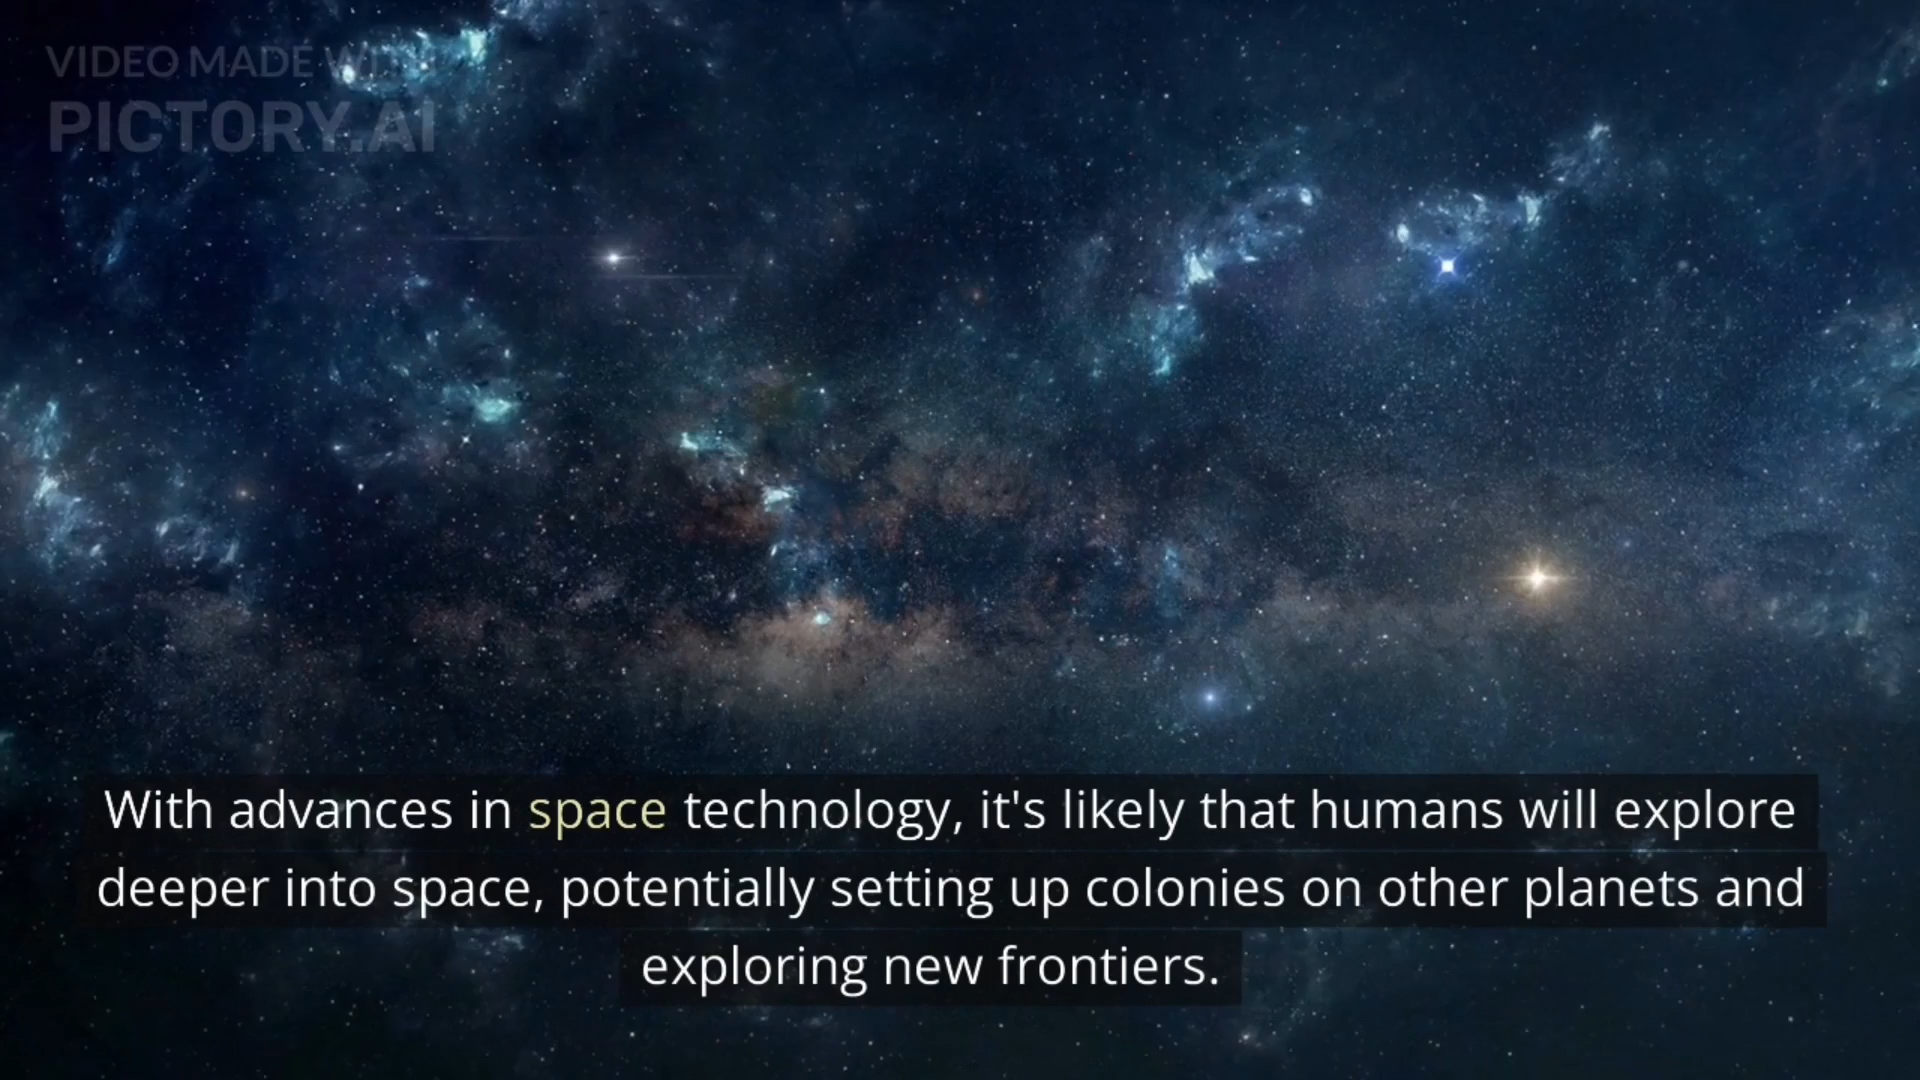 VIDEO MADE WITH
PICTORY.AI
With advances in space technology, it's likely that humans will explore
deeper into space, potentially setting up colonies on other planets and
exploring new frontiers.